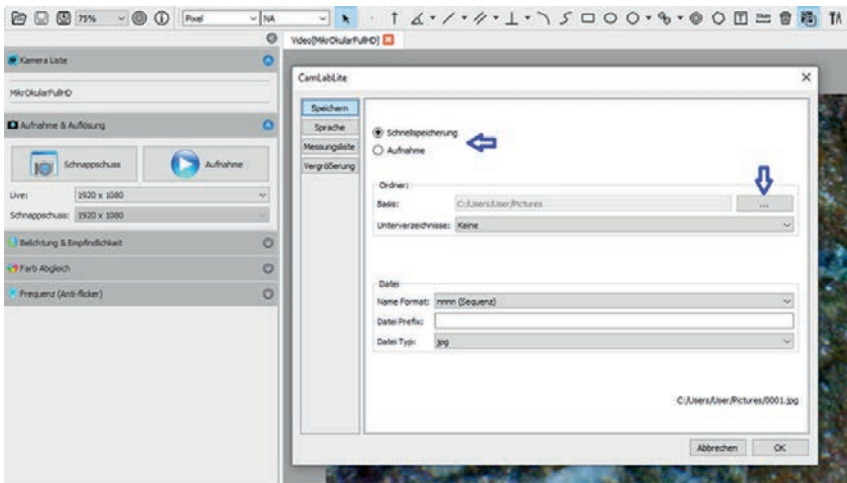 75% Pixel NA
Kamera Liste
MikrOkularFullHD
Aufnahme & Auflösung
Schnappschuss Aufnahme
Live: 1920 x 1080
Schnappschuss: 1920 x 1080
Belichtung & Empfindlichkeit
Farb Abgleich
Frequenz (Anti-flicker)
Video[MikrOkularFullHD]
CamLabLite
Speichern
Sprache
Messungsleiste
Vergrößerung
Schnellspeicherung
Aufnahme
Ordner:
Basis: C:/Users/User/Pictures ...
Unterverzeichnisse: Keine
Datei
Name Format: nnnn (Sequenz)
Datei Prefix:
Datei Typ: jpg
C:/Users/User/Pictures/0001.jpg
Abbrechen OK